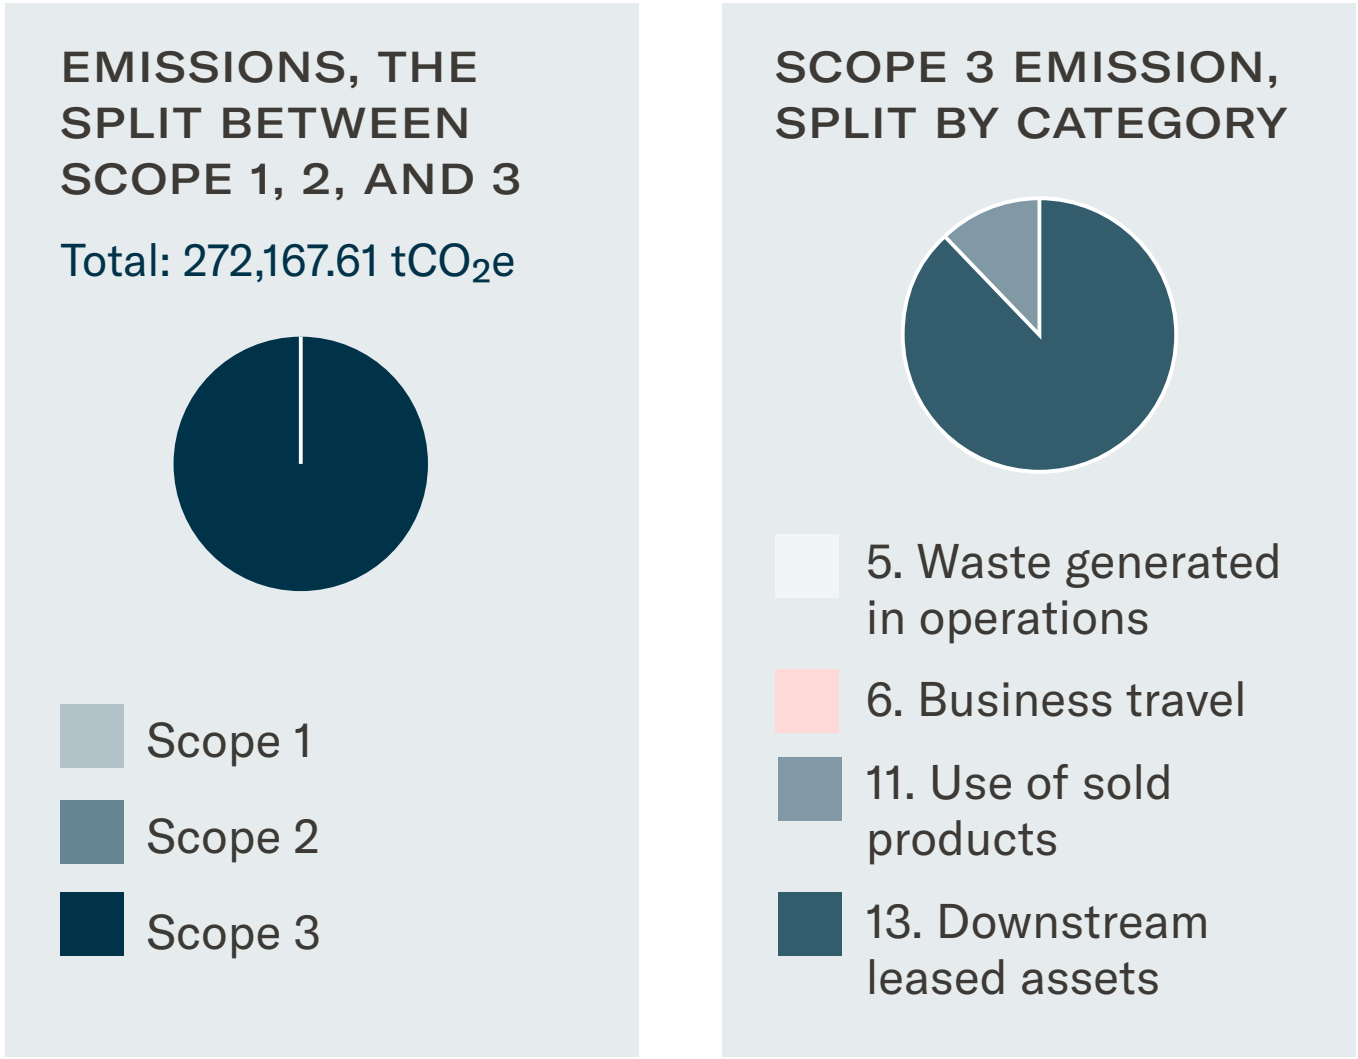 EMISSIONS, THE
SPLIT BETWEEN
SCOPE 1, 2, AND 3
Total: 272,167.61 tCO₂e
Scope 1
Scope 2
Scope 3
SCOPE 3 EMISSION,
SPLIT BY CATEGORY
5. Waste generated
in operations
6. Business travel
11. Use of sold
products
13. Downstream
leased assets